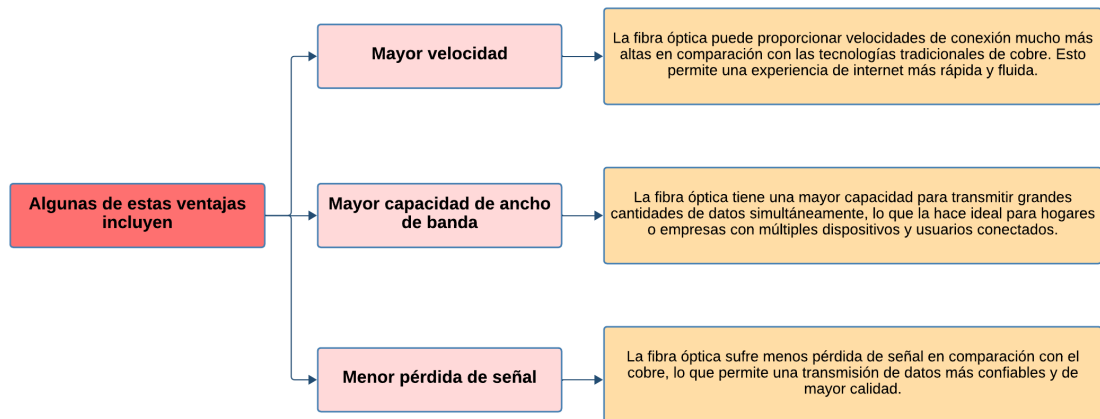 Mayor velocidad
La fibra óptica puede proporcionar velocidades de conexión mucho más
altas en comparación con las tecnologías tradicionales de cobre. Esto
permite una experiencia de internet más rápida y fluida.
Algunas de estas ventajas
incluyen
Mayor capacidad de ancho
de banda
La fibra óptica tiene una mayor capacidad para transmitir grandes
cantidades de datos simultáneamente, lo que la hace ideal para hogares
o empresas con múltiples dispositivos y usuarios conectados.
Menor pérdida de señal
La fibra óptica sufre menos pérdida de señal en comparación con el
cobre, lo que permite una transmisión de datos más confiables y de
mayor calidad.